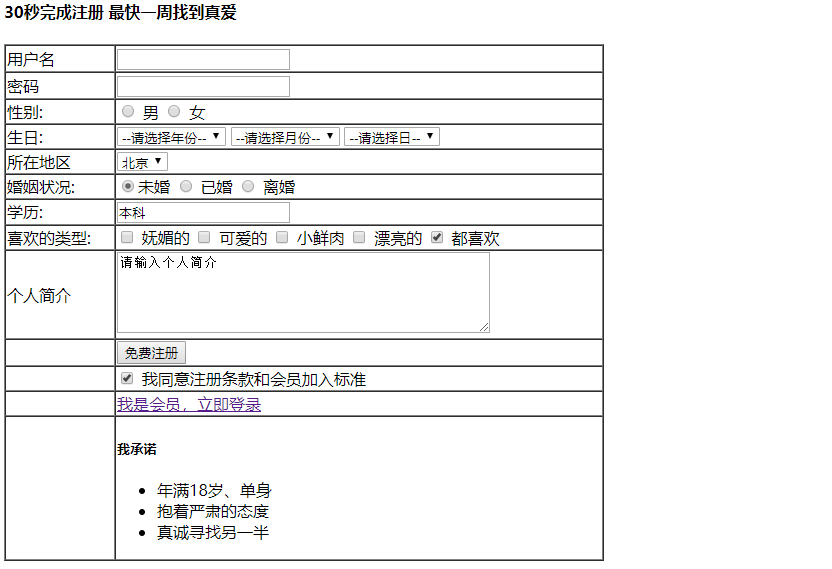 30秒完成注册 最快一周找到真爱
用户名
密码
性别: 男 女
生日: --请选择年份-- --请选择月份-- --请选择日--
所在地区 北京
婚姻状况: 未婚 已婚 离婚
学历: 本科
喜欢的类型: 妩媚的 可爱的 小鲜肉 漂亮的 都喜欢
请输入个人简介
个人简介
免费注册
我同意注册条款和会员加入标准
我是会员，立即登录
我承诺
年满18岁、单身
抱着严肃的态度
真诚寻找另一半